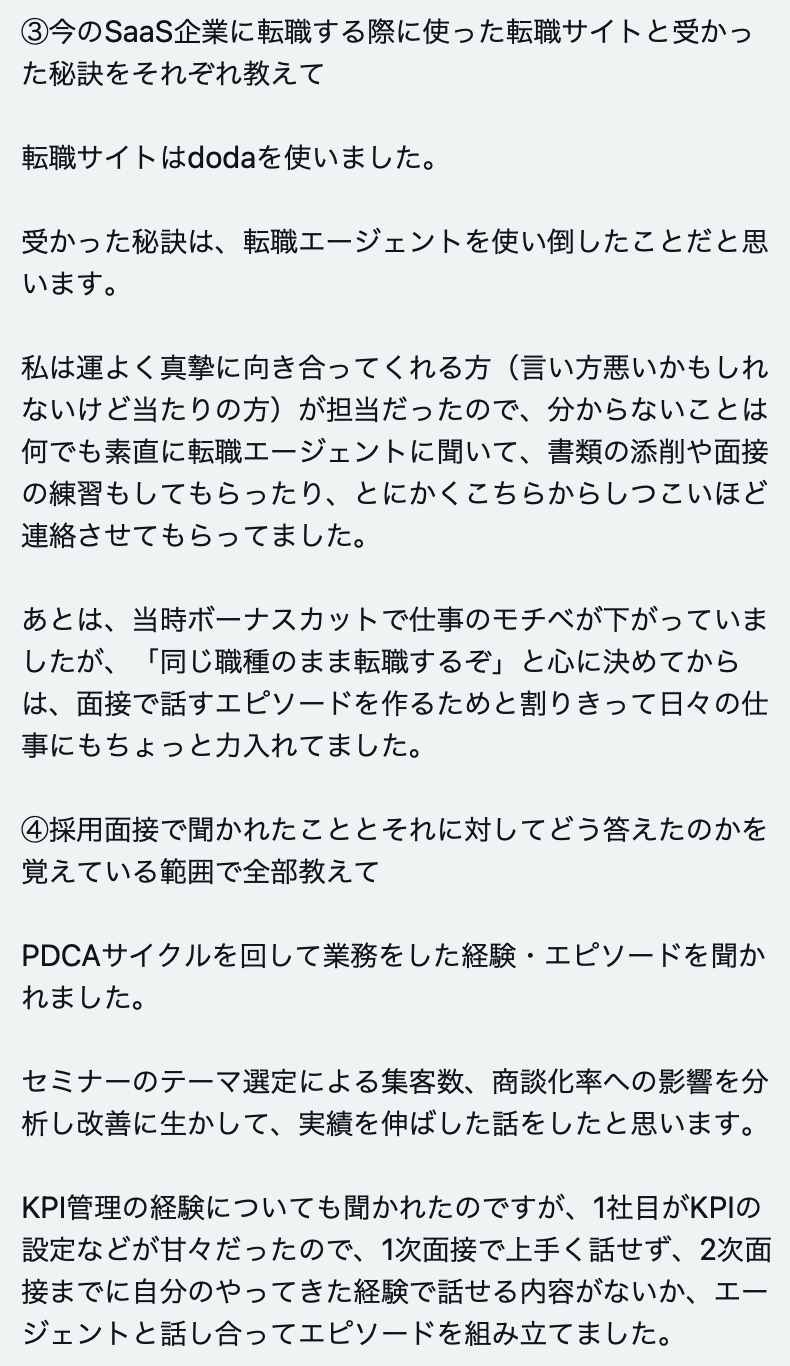 ③今のSaaS企業に転職する際に使った転職サイトと受かっ
た秘訣をそれぞれ教えて
転職サイトはdodaを使いました。
受かった秘訣は、転職エージェントを使い倒したことだと思
います。
私は運よく真摯に向き合ってくれる方（言い方悪いかもしれ
ないけど当たりの方）が担当だったので、分からないことは
何でも素直に転職エージェントに聞いて、書類の添削や面接
の練習もしてもらったり、とにかくこちらからしつこいほど
連絡させてもらってました。
あとは、当時ボーナスカットで仕事のモチベが下がっていま
したが、「同じ職種のまま転職するぞ」と心に決めてから
は、面接で話すエピソードを作るためと割りきって日々の仕
事にもちょっと力入れてました。
④採用面接で聞かれたこととそれに対してどう答えたのかを
覚えている範囲で全部教えて
PDCAサイクルを回して業務をした経験・エピソードを聞か
れました。
セミナーのテーマ選定による集客数、商談化率への影響を分
析し改善に生かして、実績を伸ばした話をしたと思います。
KPI管理の経験についても聞かれたのですが、1社目がKPIの
設定などが甘々だったので、1次面接で上手く話せず、2次面
接までに自分のやってきた経験で話せる内容がないか、エー
ジェントと話し合ってエピソードを組み立てました。